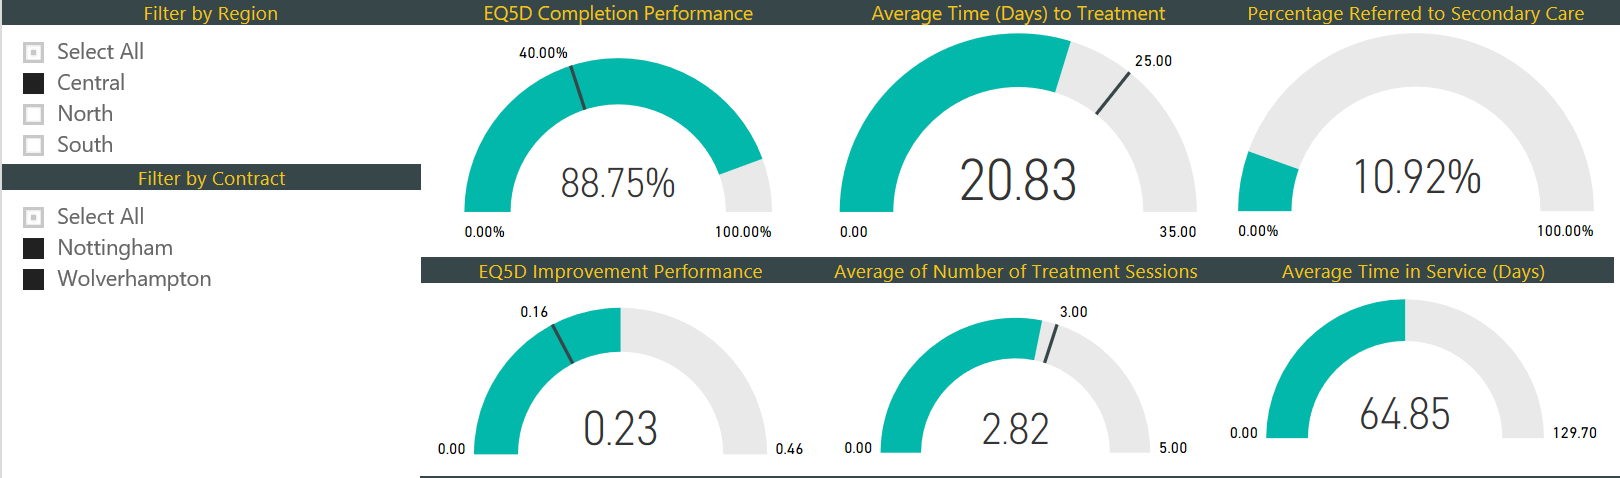 Filter by Region
Select All
Central
North
South
Filter by Contract
Select All
Nottingham
Wolverhampton
EQ5D Completion Performance
40.00%
88.75%
0.00%
100.00%
Average Time (Days) to Treatment
25.00
20.83
0.00
35.00
Percentage Referred to Secondary Care
10.92%
0.00%
100.00%
EQ5D Improvement Performance
0.16
0.23
0.00
0.46
Average of Number of Treatment Sessions
3.00
2.82
0.00
5.00
Average Time in Service (Days)
64.85
0.00
129.70